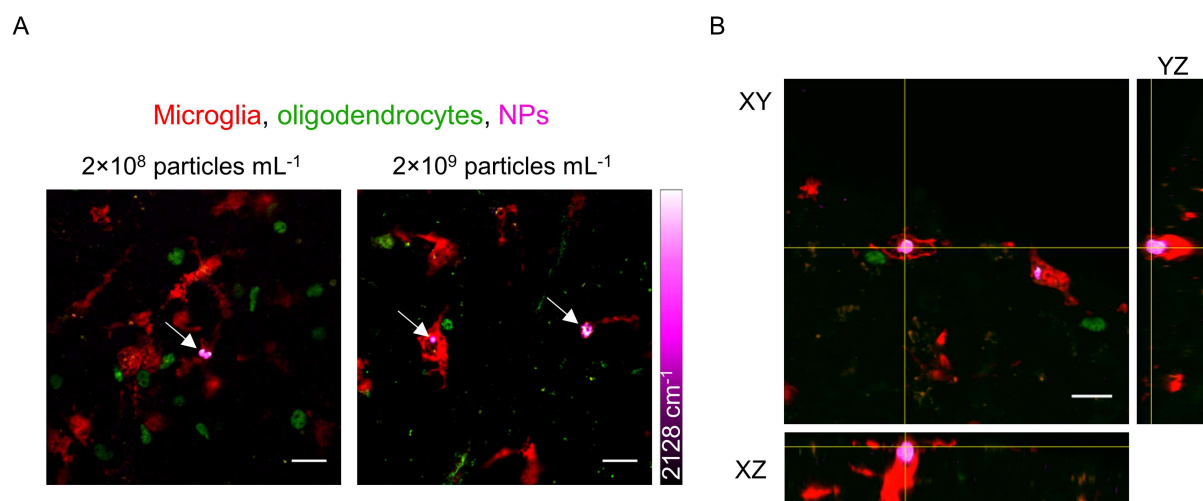 A
Microglia, oligodendrocytes, NPs
2×10⁸ particles mL⁻¹
2×10⁹ particles mL⁻¹
2128 cm⁻¹
B
XY
YZ
XZ